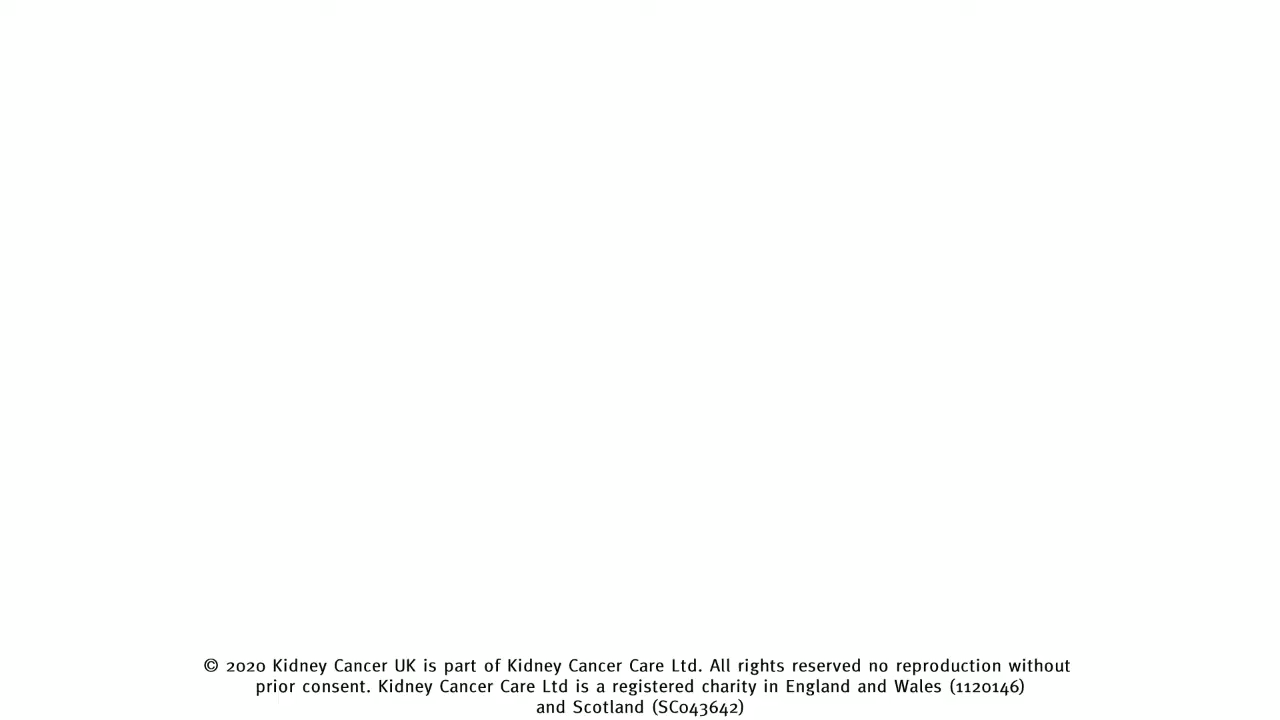 © 2020 Kidney Cancer UK is part of Kidney Cancer Care Ltd. All rights reserved no reproduction without
prior consent. Kidney Cancer Care Ltd is a registered charity in England and Wales (1120146)
and Scotland (SC043642)